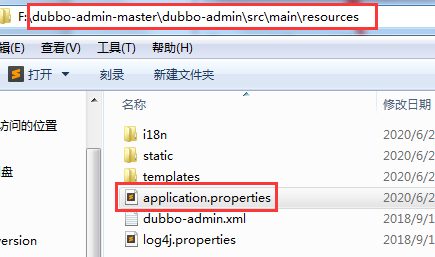 F:\dubbo-admin-master\dubbo-admin\src\main\resources
(E) 查看(V) 工具(T) 帮助(H)
打开 刻录 新建文件夹
名称 修改日期
访问的位置
i18n 2020/6/2
static 2020/6/2
盘
templates 2020/6/2
application.properties 2020/6/2
dubbo-admin.xml 2018/9/1
version
log4j.properties 2018/9/1